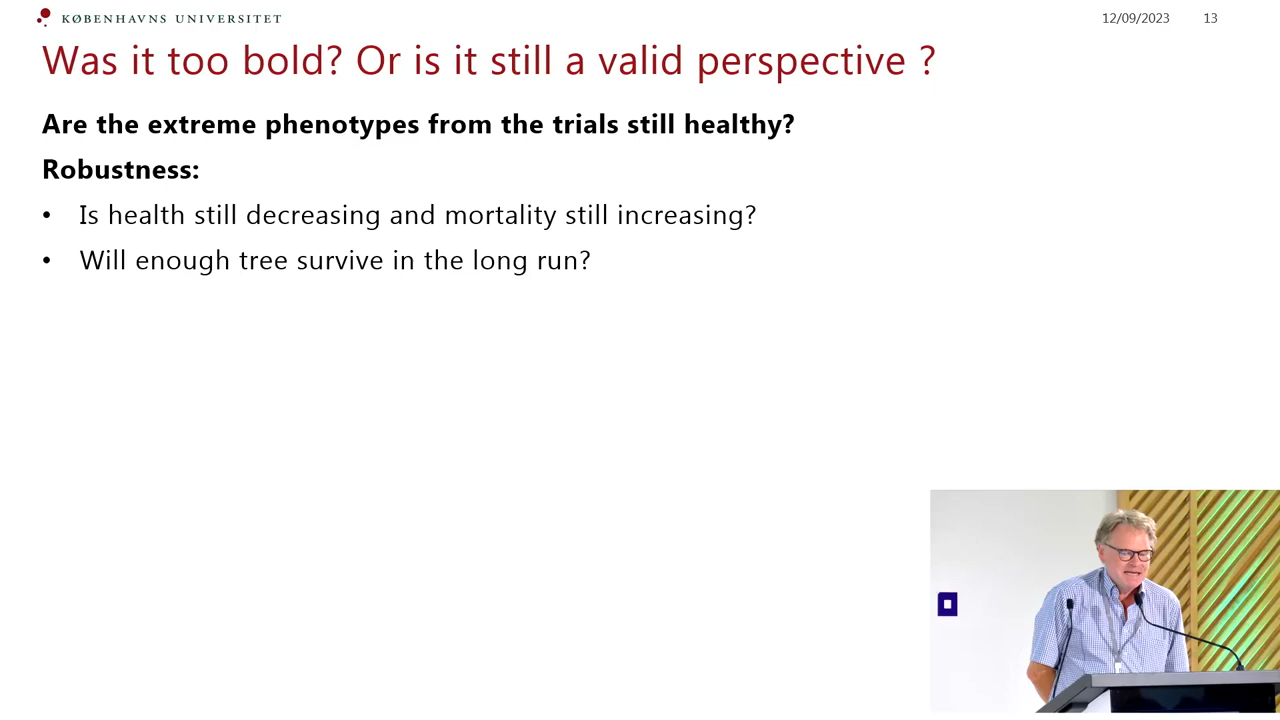 KØBENHAVNS UNIVERSITET
12/09/2023 13
Was it too bold? Or is it still a valid perspective ?
Are the extreme phenotypes from the trials still healthy?
Robustness:
• Is health still decreasing and mortality still increasing?
• Will enough tree survive in the long run?